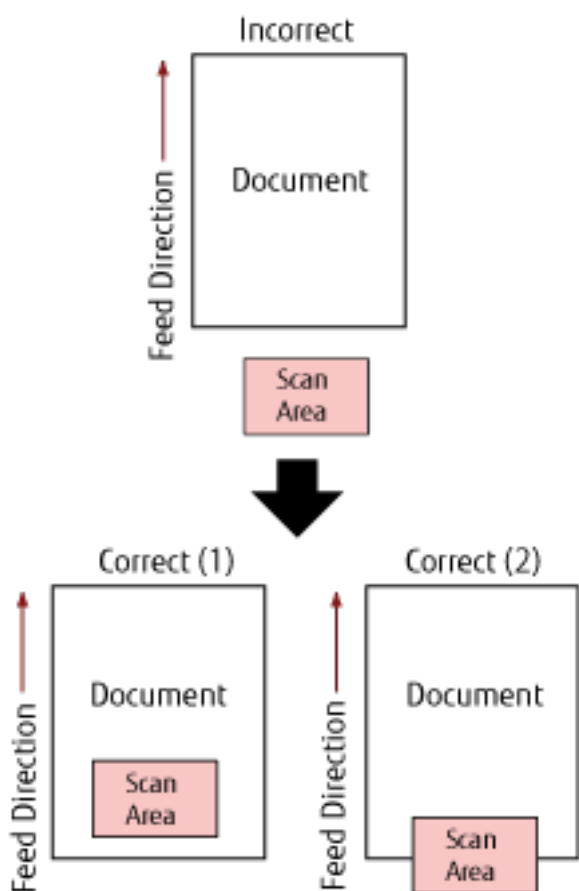 Incorrect
Feed Direction
Document
Scan
Area
Correct (1)
Correct (2)
Feed Direction
Document
Scan
Area
Feed Direction
Document
Scan
Area